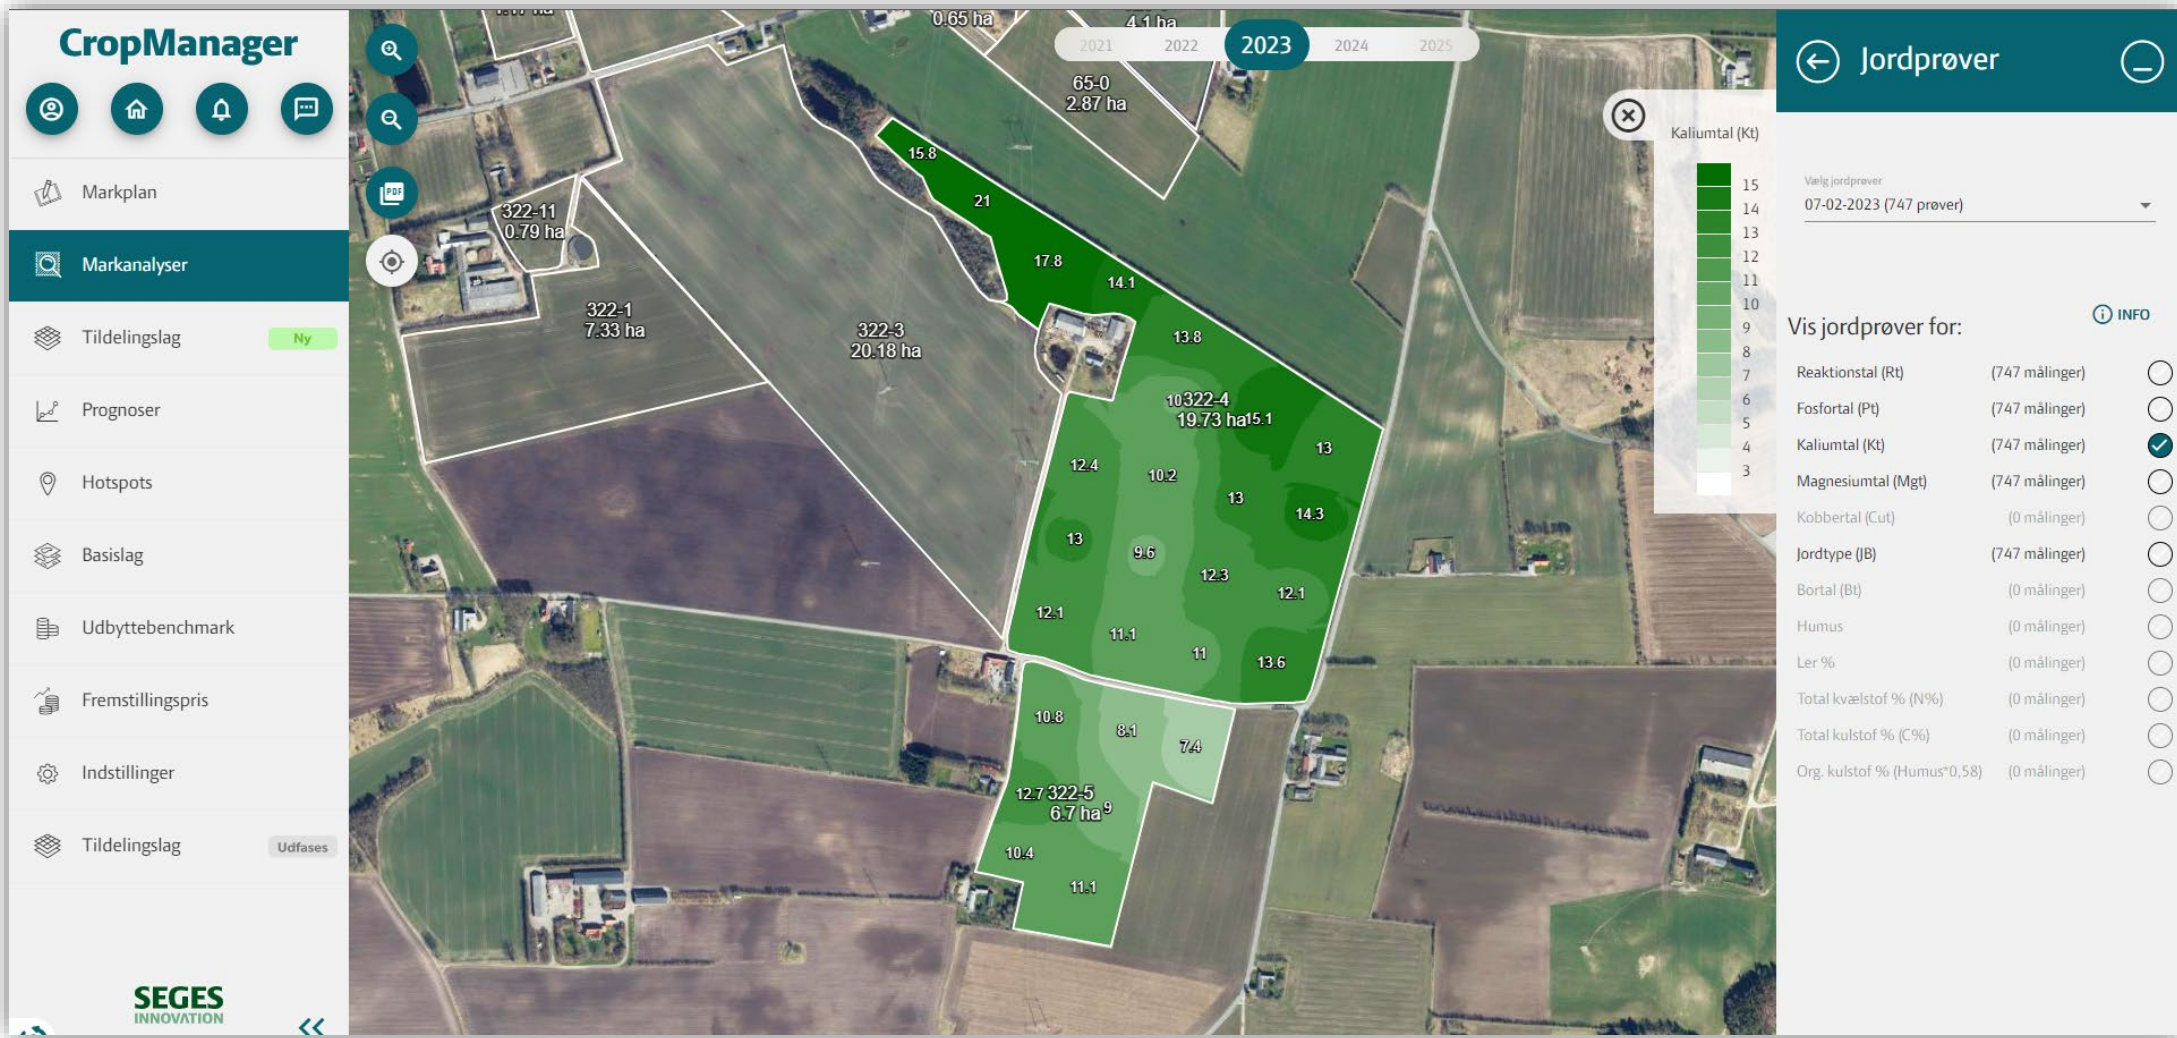 CropManager
Markplan
Markanalyser
Tildelingslag
Ny
Prognoser
Hotspots
Basislag
Udbyttebenchmark
Fremstillingspris
Indstillinger
Tildelingslag
Udfases
SEGES
INNOVATION
PDF
0.65 ha
4.1 ha
2021
2022
2023
2024
2025
65-0
2.87 ha
322-11
0.79 ha
322-1
7.33 ha
322-3
20.18 ha
15.8
21
17.8
14.1
13.8
10
322-4
19.73 ha
15.1
13
12.4
10.2
13
14.3
13
9.6
12.3
12.1
12.1
11.1
11
13.6
10.8
8.1
7.4
12.7
322-5
6.7 ha
9
10.4
11.1
Kaliumtal (Kt)
15
14
13
12
11
10
9
8
7
6
5
4
3
Jordprøver
Vælg jordprøver
07-02-2023 (747 prøver)
INFO
Vis jordprøver for:
Reaktionstal (Rt) (747 målinger)
Fosfortal (Pt) (747 målinger)
Kaliumtal (Kt) (747 målinger)
Magnesiumtal (Mgt) (747 målinger)
Kobbertal (Cut) (0 målinger)
Jordtype (JB) (747 målinger)
Bortal (Bt) (0 målinger)
Humus (0 målinger)
Ler % (0 målinger)
Total kvælstof % (N%) (0 målinger)
Total kulstof % (C%) (0 målinger)
Org. kulstof % (Humus*0,58) (0 målinger)